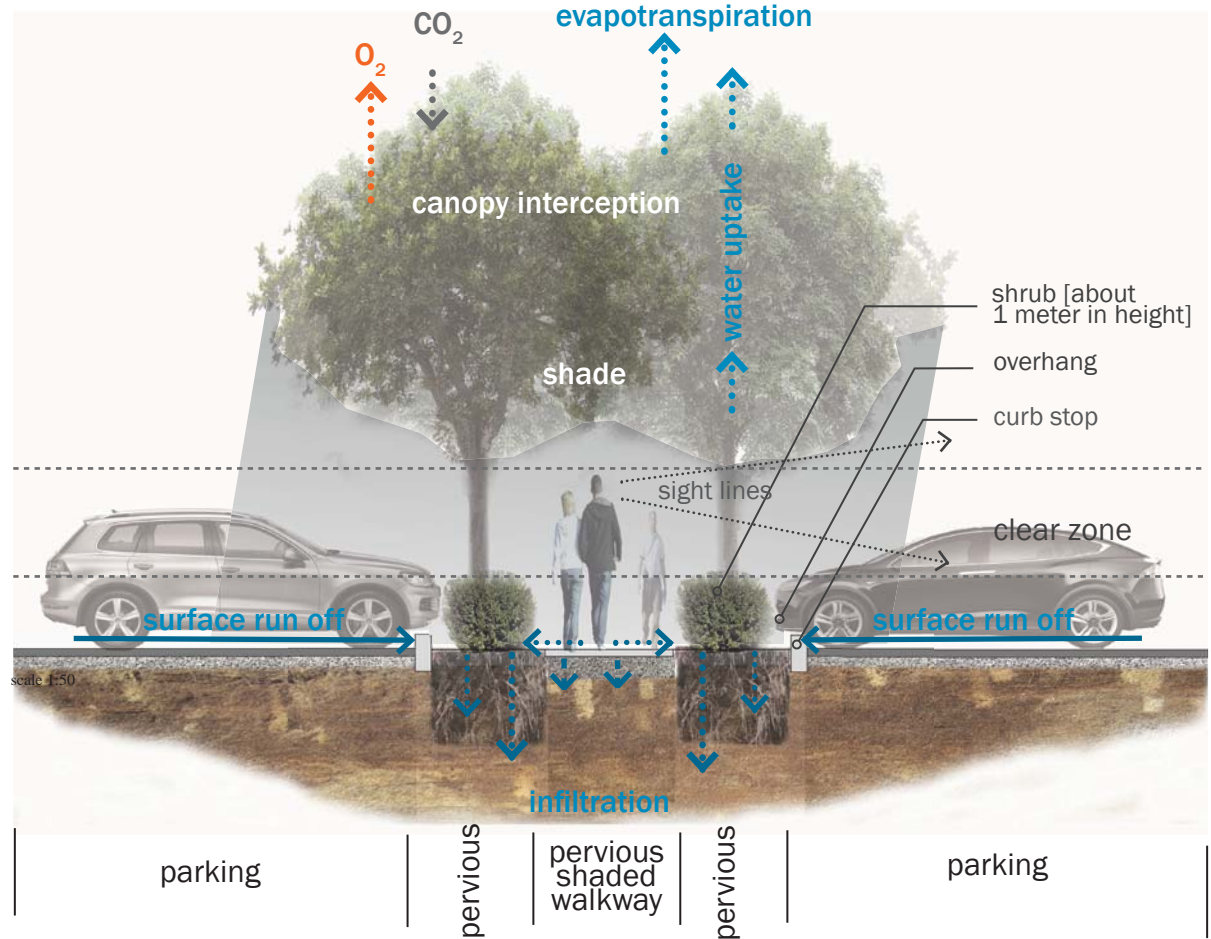 evapotranspiration
CO2
O2
canopy interception
water uptake
shrub [about
1 meter in height]
overhang
shade
curb stop
sight lines
clear zone
surface run off
surface run off
scale 1:50
infiltration
parking
pervious
pervious
shaded
walkway
pervious
parking